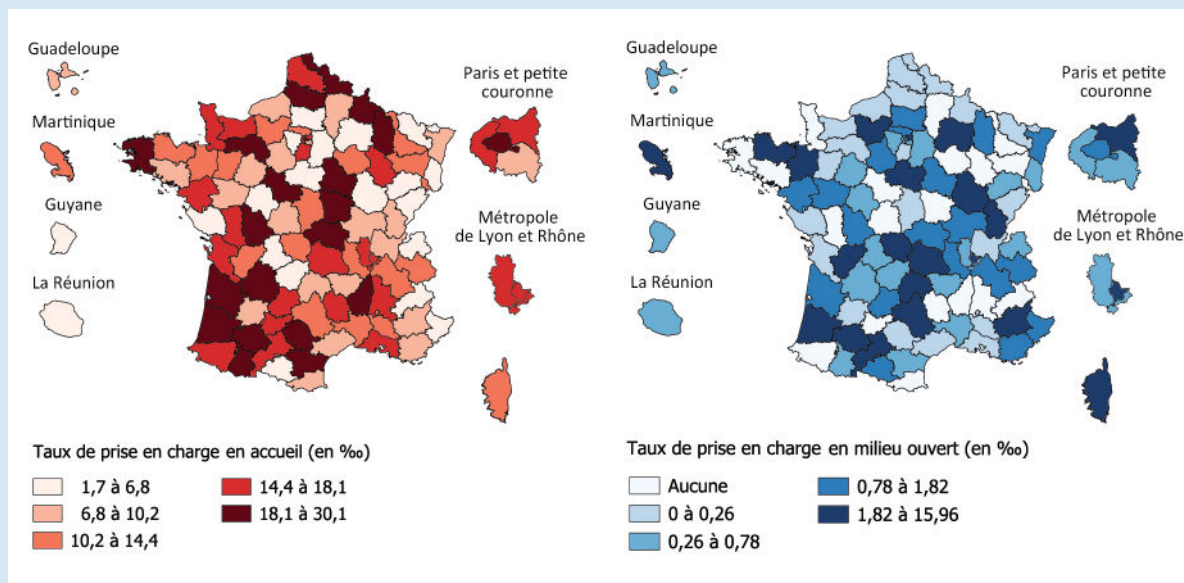 Guadeloupe
Martinique
Guyane
La Réunion
Paris et petite
couronne
Métropole
de Lyon et Rhône
Taux de prise en charge en accueil (en ‰)
1,7 à 6,8
6,8 à 10,2
10,2 à 14,4
14,4 à 18,1
18,1 à 30,1
Guadeloupe
Martinique
Guyane
La Réunion
Paris et petite
couronne
Métropole
de Lyon et Rhône
Taux de prise en charge en milieu ouvert (en ‰)
Aucune
0 à 0,26
0,26 à 0,78
0,78 à 1,82
1,82 à 15,96